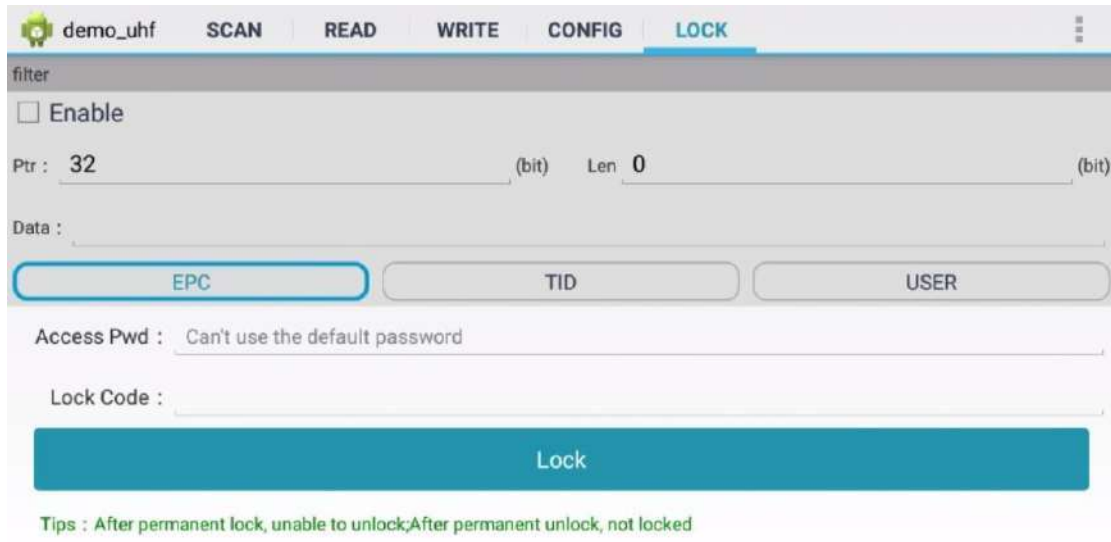 demo_uhf SCAN READ WRITE CONFIG LOCK
filter
Enable
Ptr : 32 (bit) Len 0 (bit)
Data :
EPC TID USER
Access Pwd : Can't use the default password
Lock Code :
Lock
Tips : After permanent lock, unable to unlock;After permanent unlock, not locked